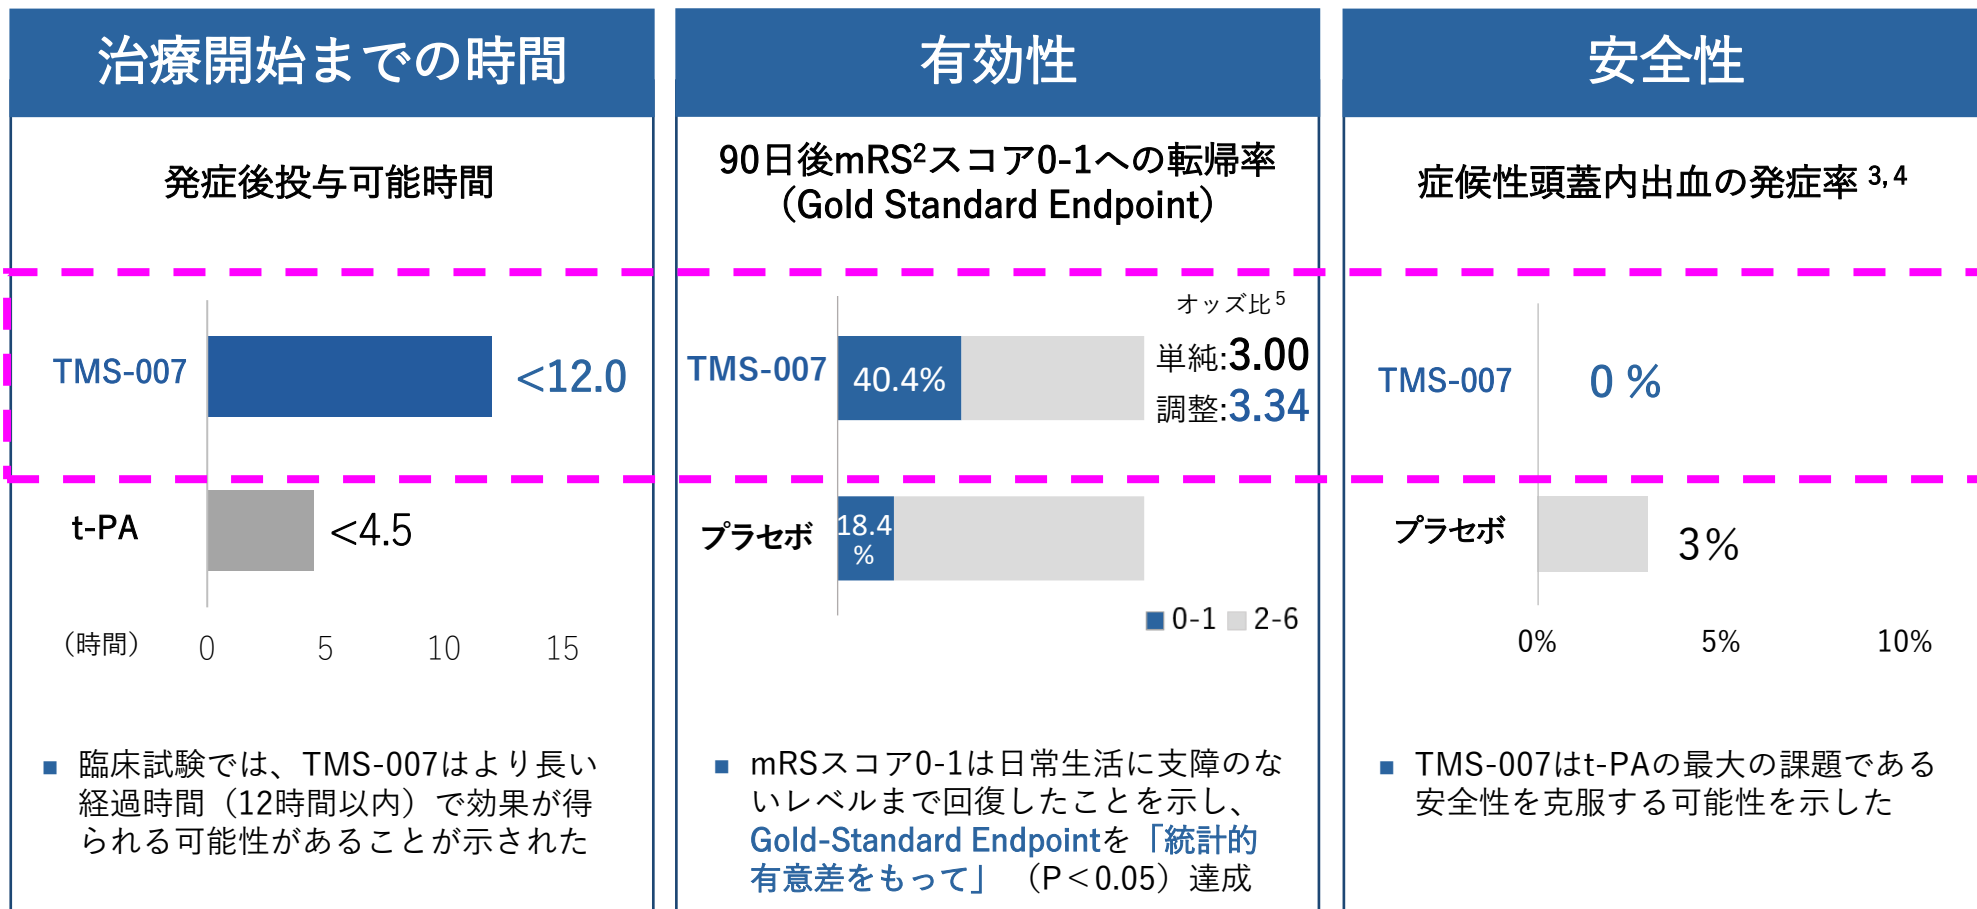 治療開始までの時間
発症後投与可能時間
TMS-007
<12.0
t-PA
<4.5
（時間）
0
5
10
15
■ 臨床試験では、TMS-007はより長い
経過時間（12時間以内）で効果が得
られる可能性があることが示された
有効性
90日後mRS²スコア0-1への転帰率
（Gold Standard Endpoint）
オッズ比⁵
TMS-007
40.4%
単純:3.00
調整:3.34
プラセボ
18.4
%
0-1 2-6
■ mRSスコア0-1は日常生活に支障のな
いレベルまで回復したことを示し、
Gold-Standard Endpointを「統計的
有意差をもって」（P＜0.05）達成
安全性
症候性頭蓋内出血の発症率 ³,⁴
TMS-007
0 %
プラセボ
3%
0%
5%
10%
■ TMS-007はt-PAの最大の課題である
安全性を克服する可能性を示した